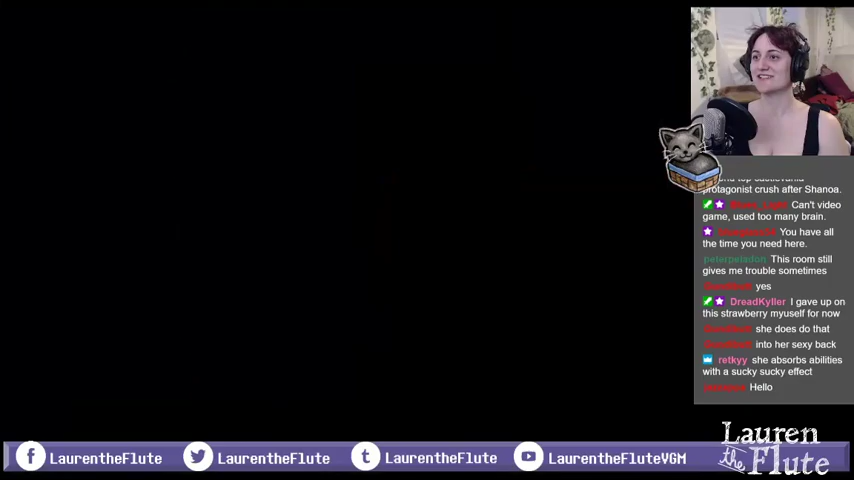 protagonist crush after Shanoa.
Can't video
game, used too many brain.
You have all
the time you need here.
peterpeladon This room still
gives me trouble sometimes
yes
DreadKyller I gave up on
this strawberry myuself for now
she does do that
into her sexy back
retkyy she absorbs abilities
with a sucky sucky effect
Hello
Lauren
the Flute
LaurentheFlute
LaurentheFlute
LaurentheFlute
LaurentheFluteVGM